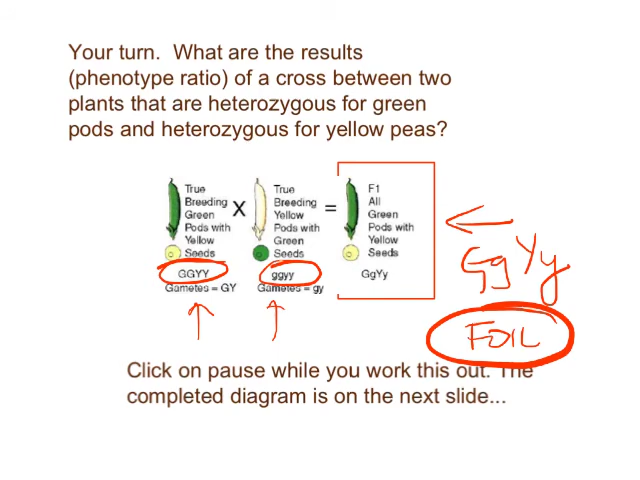 Your turn.  What are the results
(phenotype ratio) of a cross between two
plants that are heterozygous for green
pods and heterozygous for yellow peas?
True
Breeding
Green
Pods with
Yellow
Seeds
GGYY
Gametes = GY
X
True
Breeding
Yellow
Pods with
Green
Seeds
ggyy
Gametes = gy
=
F1
All
Green
Pods with
Yellow
Seeds
GgYy
GgYy
FOIL
Click on pause while you work this out. The
completed diagram is on the next slide...